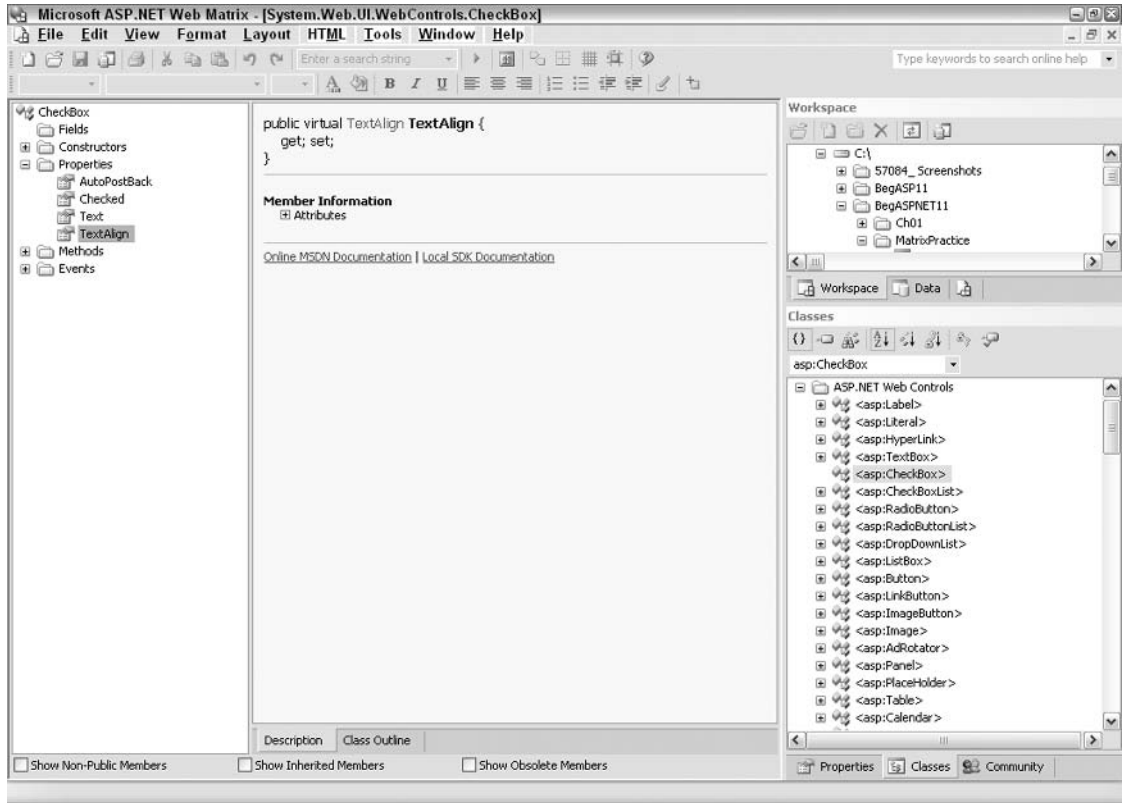 Microsoft ASP.NET Web Matrix - [System.Web.UI.WebControls.CheckBox]
File Edit View Format Layout HTML Tools Window Help
Enter a search string
Type keywords to search online help
B I U
CheckBox
Fields
Constructors
Properties
AutoPostBack
Checked
Text
TextAlign
Methods
Events
public virtual TextAlign TextAlign {
get; set;
}
Member Information
Attributes
Online MSDN Documentation | Local SDK Documentation
Description Class Outline
Show Non-Public Members Show Inherited Members Show Obsolete Members
Workspace
C:\
57084_ Screenshots
BegASP11
BegASPNET11
Ch01
MatrixPractice
Workspace Data
Classes
asp:CheckBox
ASP.NET Web Controls
<asp:Label>
<asp:Literal>
<asp:HyperLink>
<asp:TextBox>
<asp:CheckBox>
<asp:CheckBoxList>
<asp:RadioButton>
<asp:RadioButtonList>
<asp:DropDownList>
<asp:ListBox>
<asp:Button>
<asp:LinkButton>
<asp:ImageButton>
<asp:Image>
<asp:AdRotator>
<asp:Panel>
<asp:PlaceHolder>
<asp:Table>
<asp:Calendar>
Properties Classes Community